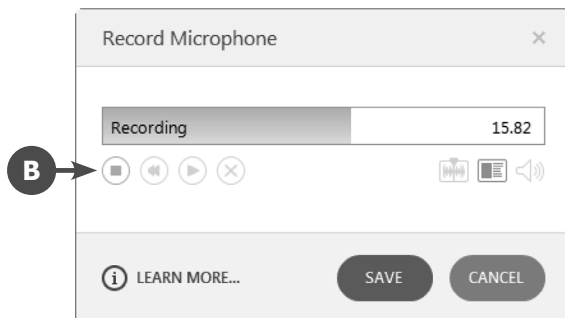 Record Microphone
Recording 15.82
B
LEARN MORE... SAVE CANCEL